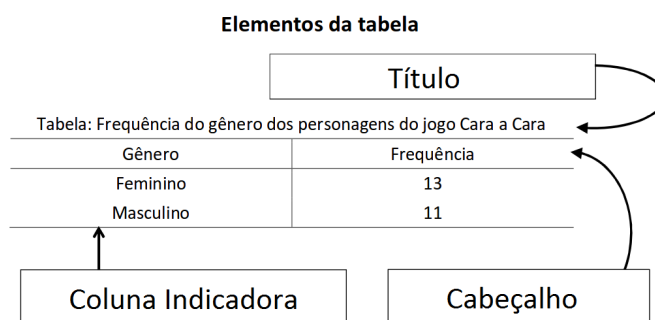 Elementos da tabela
Título
Tabela: Frequência do gênero dos personagens do jogo Cara a Cara
Gênero Frequência
Feminino 13
Masculino 11
Coluna Indicadora Cabeçalho